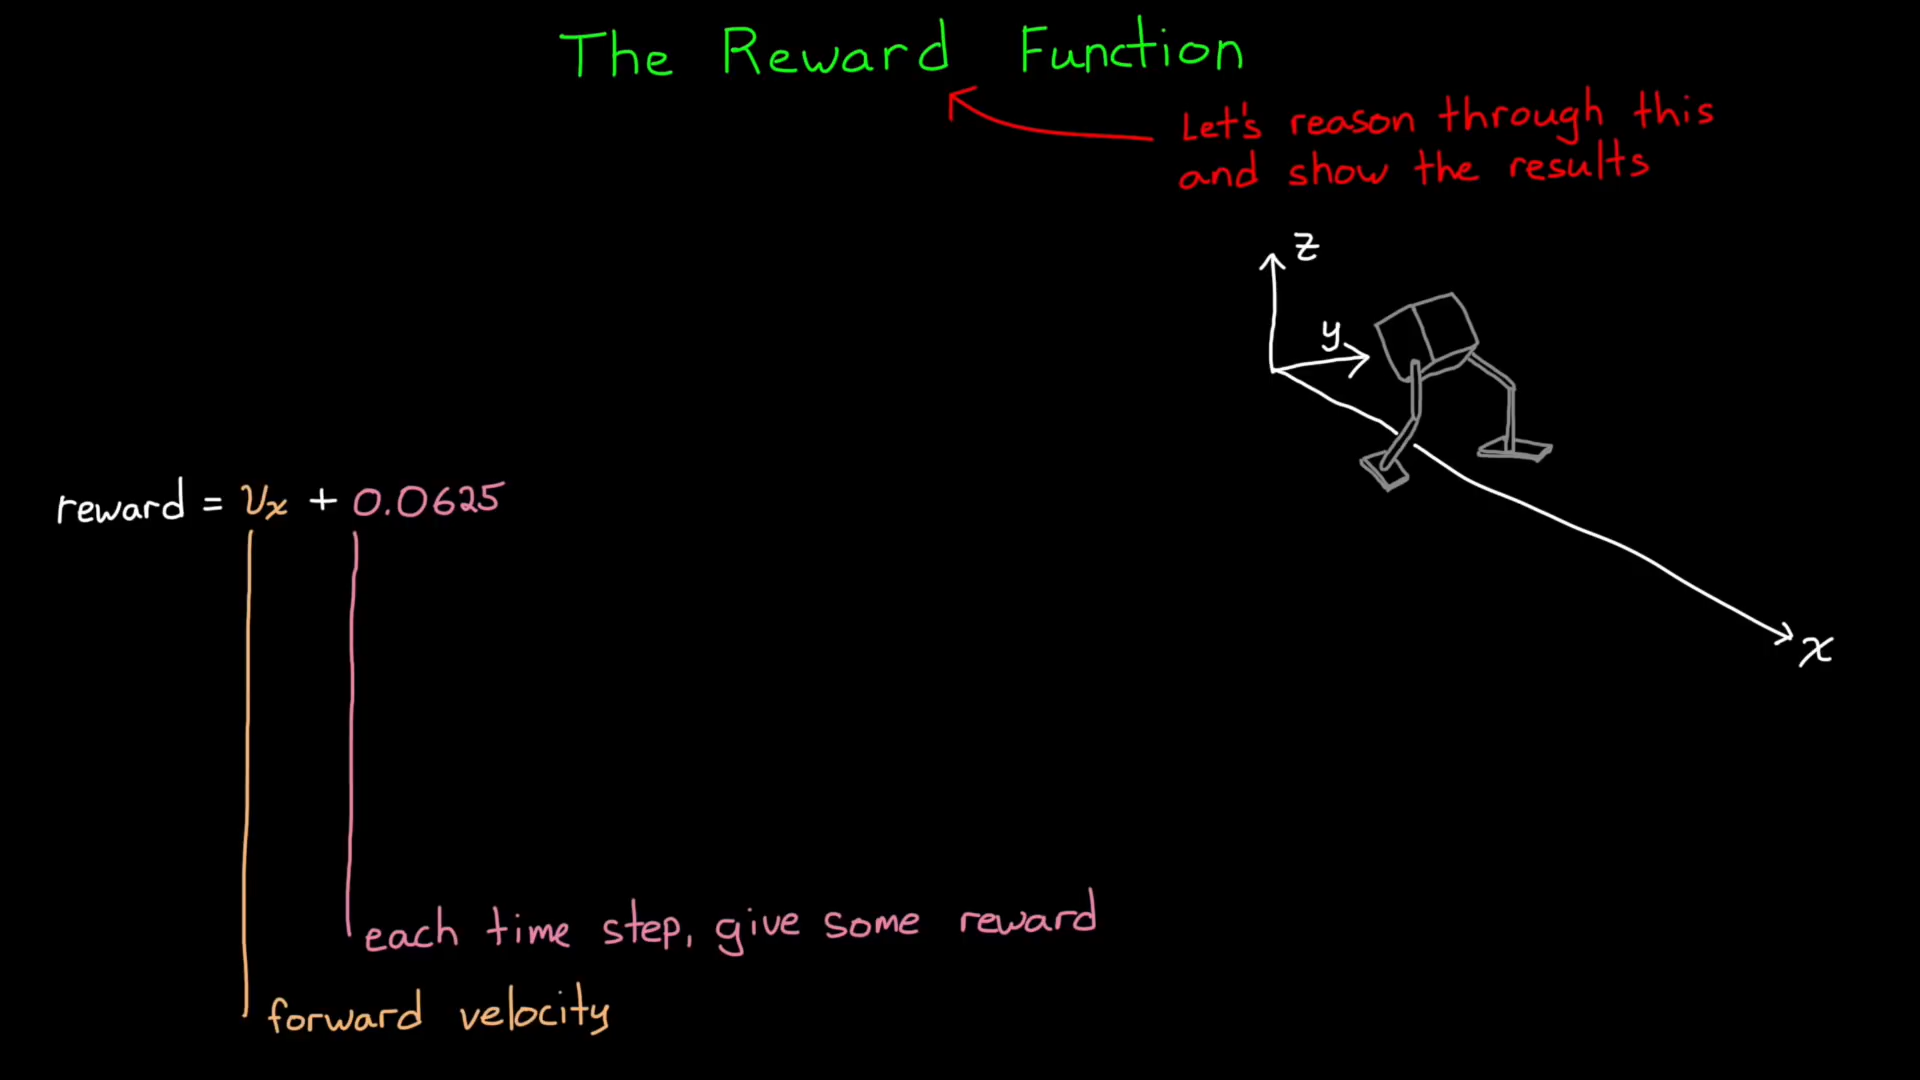 The Reward Function
Let's reason through this
and show the results
z
y
x
reward = vx + 0.0625
each time step, give some reward
forward velocity